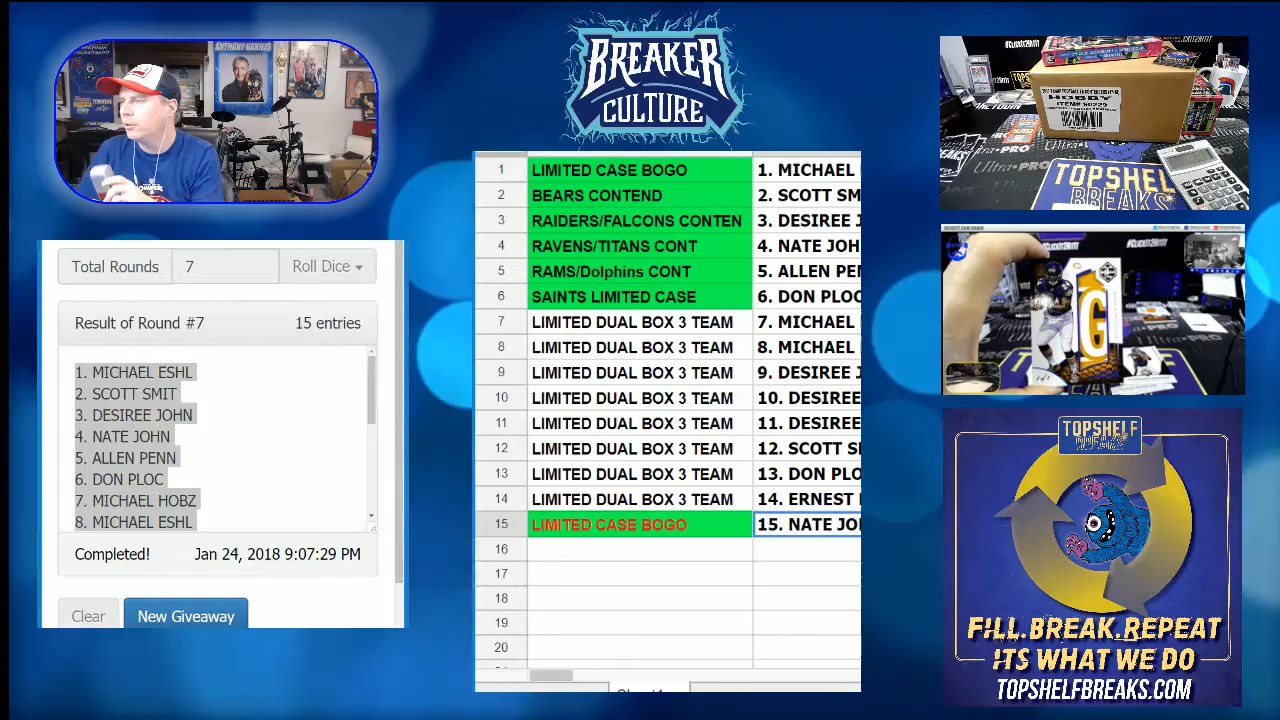 ANTHONY DANIELS
Total Rounds 7 Roll Dice
Result of Round #7 15 entries
1. MICHAEL ESHL
2. SCOTT SMIT
3. DESIREE JOHN
4. NATE JOHN
5. ALLEN PENN
6. DON PLOC
7. MICHAEL HOBZ
8. MICHAEL ESHL
Completed! Jan 24, 2018 9:07:29 PM
Clear New Giveaway
BREAKER
CULTURE
1 LIMITED CASE BOGO 1. MICHAEL
2 BEARS CONTEND 2. SCOTT SM
3 RAIDERS/FALCONS CONTEN 3. DESIREE J
4 RAVENS/TITANS CONT 4. NATE JOH
5 RAMS/Dolphins CONT 5. ALLEN PEN
6 SAINTS LIMITED CASE 6. DON PLOC
7 LIMITED DUAL BOX 3 TEAM 7. MICHAEL
8 LIMITED DUAL BOX 3 TEAM 8. MICHAEL
9 LIMITED DUAL BOX 3 TEAM 9. DESIREE J
10 LIMITED DUAL BOX 3 TEAM 10. DESIREE
11 LIMITED DUAL BOX 3 TEAM 11. DESIREE
12 LIMITED DUAL BOX 3 TEAM 12. SCOTT S
13 LIMITED DUAL BOX 3 TEAM 13. DON PLO
14 LIMITED DUAL BOX 3 TEAM 14. ERNEST
15 LIMITED CASE BOGO 15. NATE JO
16
17
18
19
20
HOBBY
Ultra·PRO
TOPSHEL
BREAKS
G
TOPSHELF
BREAKS
FILL.BREAK.REPEAT
ITS WHAT WE DO
TOPSHELFBREAKS.COM